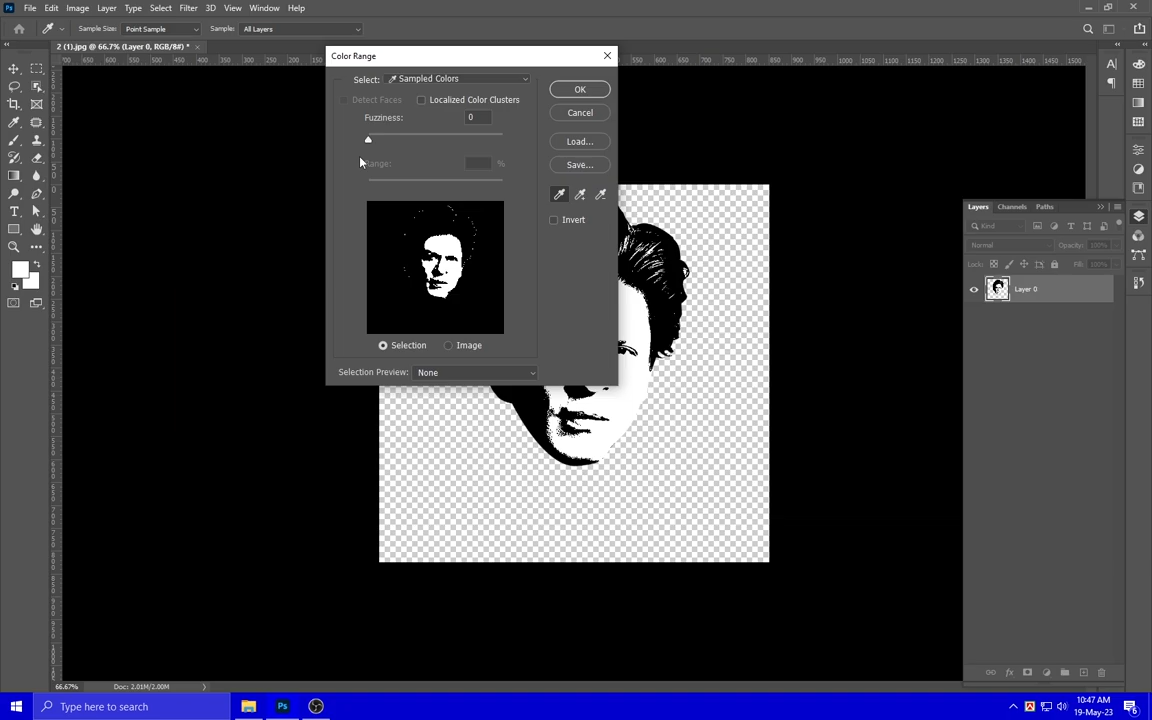 Ps File Edit Image Layer Type Select Filter 3D View Window Help
Sample Size: Point Sample Sample: All Layers
2 (1).jpg @ 66.7% (Layer 0, RGB/8#) * ×
Color Range
Select: Sampled Colors
Detect Faces Localized Color Clusters
Fuzziness: 0
Range: %
OK
Cancel
Load...
Save...
Invert
Selection Image
Selection Preview: None
Layers Channels Paths
Kind
Normal Opacity: 100%
Lock: Fill: 100%
Layer 0
66.67% Doc: 2.01M/2.00M
Type here to search
Ps
10:47 AM
19-May-23
6